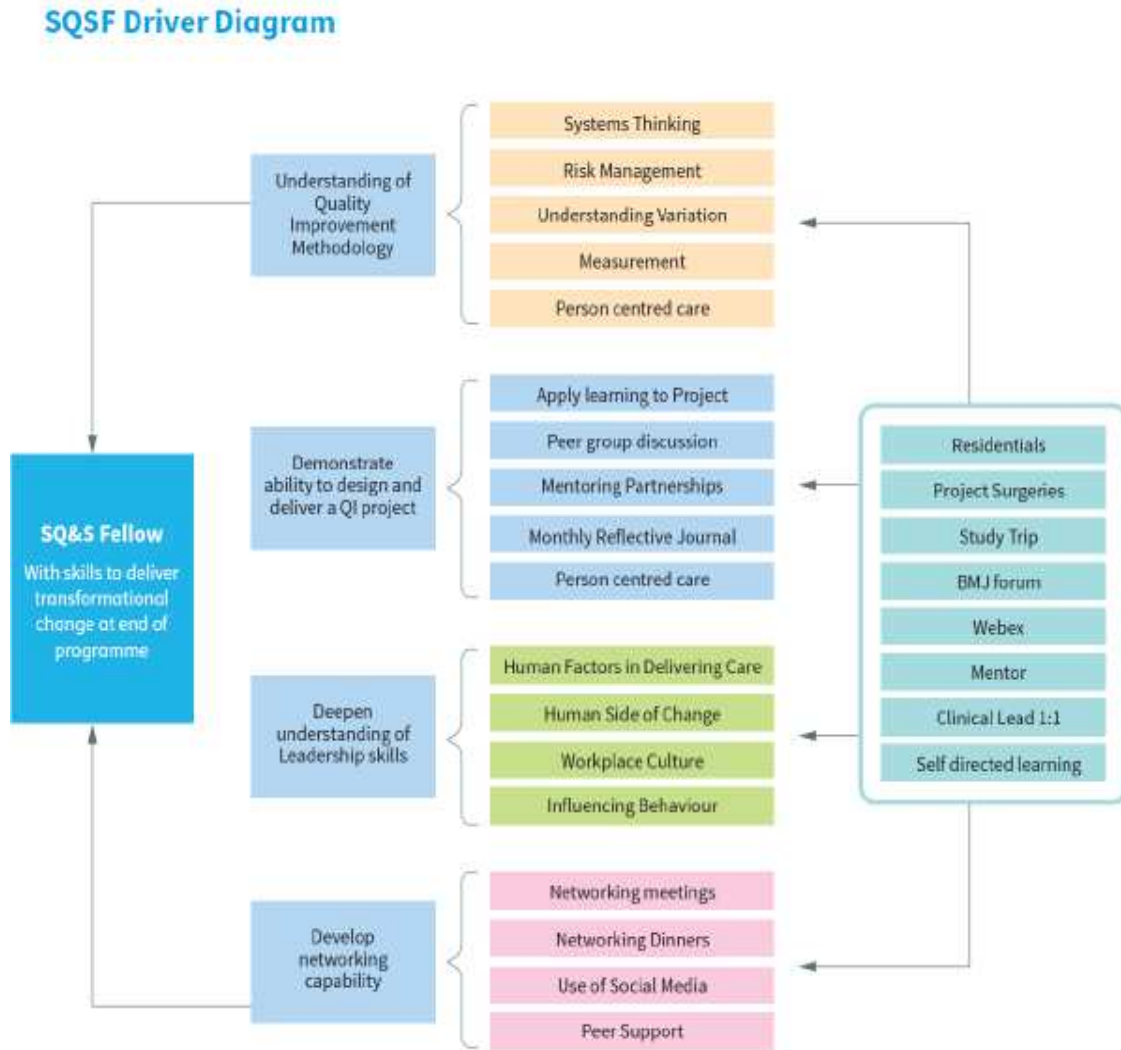 SQSF Driver Diagram
Understanding of
Quality
Improvement
Methodology
Systems Thinking
Risk Management
Understanding Variation
Measurement
Person centred care
Demonstrate
ability to design and
deliver a QI project
Apply learning to Project
Peer group discussion
Mentoring Partnerships
Monthly Reflective Journal
Person centred care
SQ&S Fellow
With skills to deliver
transformational
change at end of
programme
Deepen
understanding of
Leadership skills
Human Factors in Delivering Care
Human Side of Change
Workplace Culture
Influencing Behaviour
Develop
networking
capability
Networking meetings
Networking Dinners
Use of Social Media
Peer Support
Residentials
Project Surgeries
Study Trip
BMJ forum
Webex
Mentor
Clinical Lead 1:1
Self directed learning